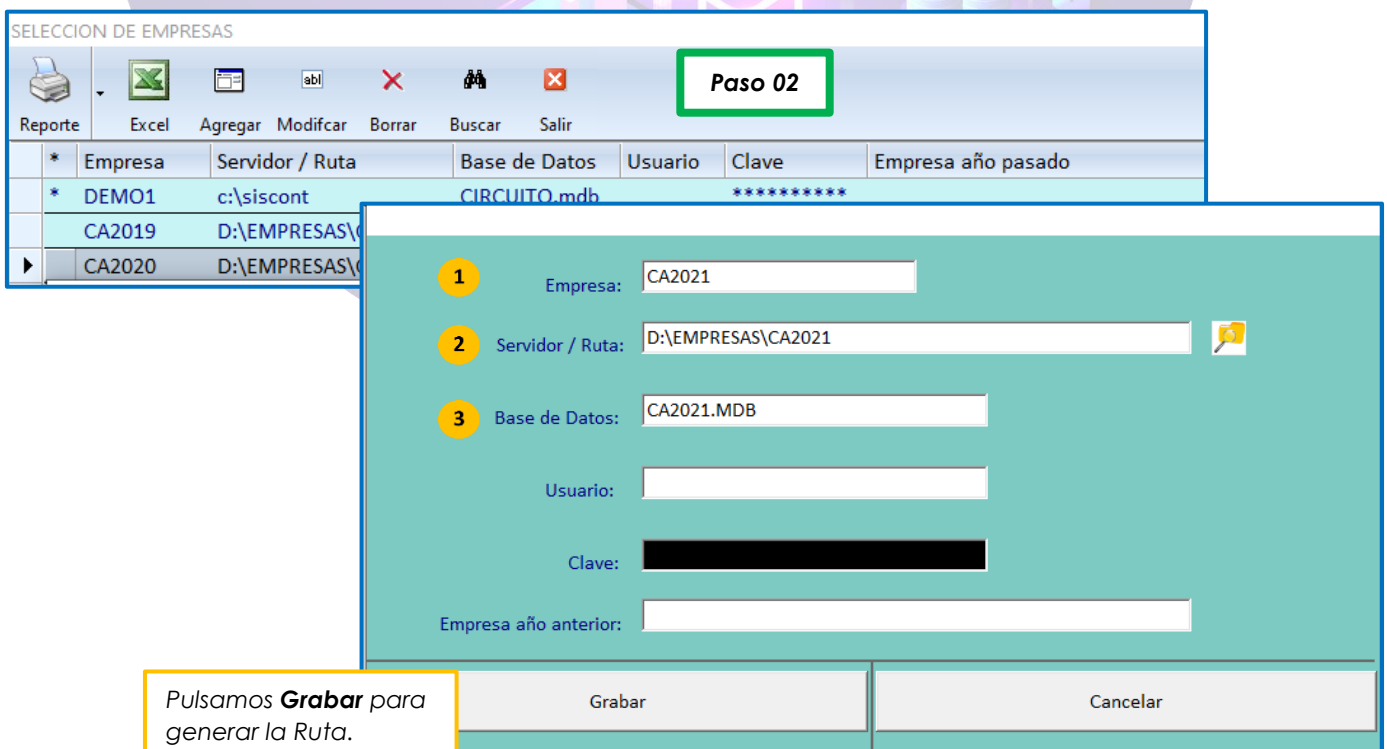 SELECCION DE EMPRESAS
Paso 02
Reporte Excel Agregar Modifcar Borrar Buscar Salir
* Empresa Servidor / Ruta Base de Datos Usuario Clave Empresa año pasado
* DEMO1 c:\siscont CIRCUITO.mdb **********
CA2019 D:\EMPRESAS\
CA2020 D:\EMPRESAS\
1 Empresa: CA2021
2 Servidor / Ruta: D:\EMPRESAS\CA2021
3 Base de Datos: CA2021.MDB
Usuario:
Clave:
Empresa año anterior:
Grabar Cancelar
Pulsamos Grabar para
generar la Ruta.